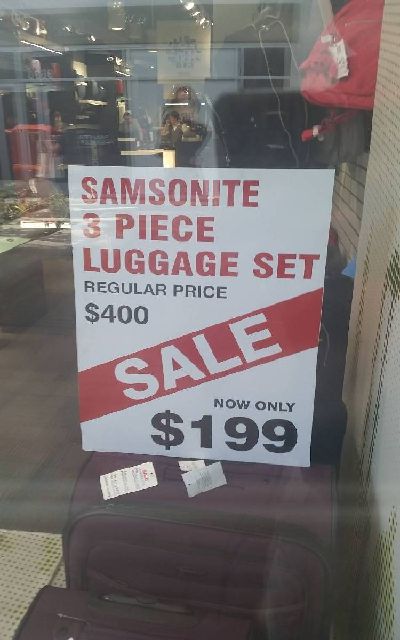 SAMSONITE
3 PIECE
LUGGAGE SET
REGULAR PRICE
$400
SALE
NOW ONLY
$199